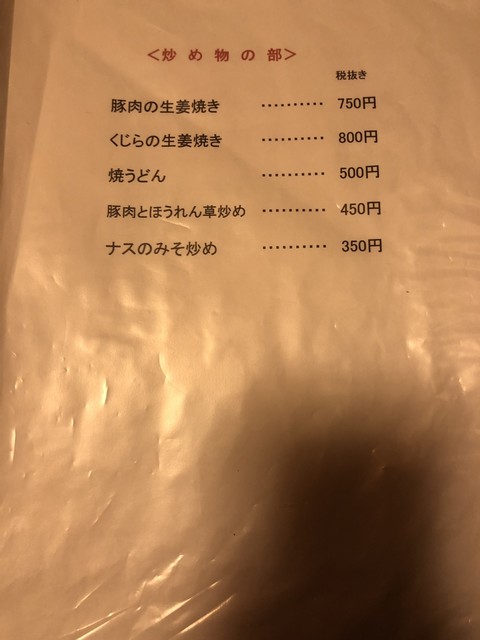 ＜炒め物の部＞
税抜き
豚肉の生姜焼き ‥‥‥‥‥ 750円
くじらの生姜焼き ‥‥‥‥‥ 800円
焼うどん ‥‥‥‥‥ 500円
豚肉とほうれん草炒め ‥‥‥‥‥ 450円
ナスのみそ炒め ‥‥‥‥‥ 350円